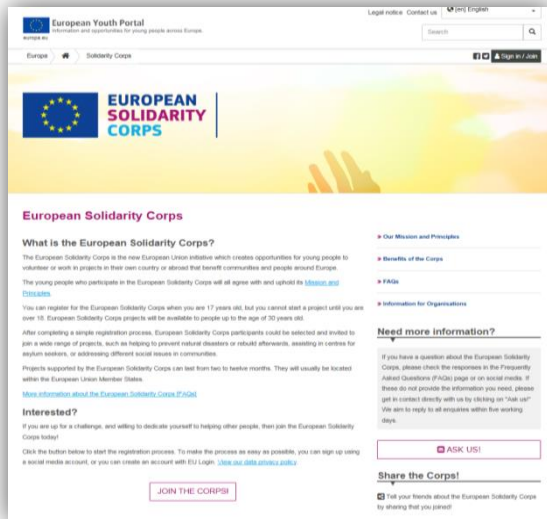 Legal notice Contact us [en] English
European Youth Portal
Information and opportunities for young people across Europe.
europa.eu
Search
Europe Solidarity Corps
Sign in / Join
EUROPEAN
SOLIDARITY
CORPS
European Solidarity Corps
What is the European Solidarity Corps?
The European Solidarity Corps is the new European Union initiative which creates opportunities for young people to
volunteer or work in projects in their own country or abroad that benefit communities and people around Europe.
The young people who participate in the European Solidarity Corps will all agree with and uphold its Mission and
Principles.
You can register for the European Solidarity Corps when you are 17 years old, but you cannot start a project until you are
over 18. European Solidarity Corps projects will be available to people up to the age of 30 years old.
After completing a simple registration process, European Solidarity Corps participants could be selected and invited to
join a wide range of projects, such as helping to prevent natural disasters or rebuild afterwards, assisting in centres for
asylum seekers, or addressing different social issues in communities.
Projects supported by the European Solidarity Corps can last from two to twelve months. They will usually be located
within the European Union Member States.
More information about the European Solidarity Corps (FAQs)
Interested?
If you are up for a challenge, and willing to dedicate yourself to helping other people, then join the European Solidarity
Corps today!
Click the button below to start the registration process. To make the process as easy as possible, you can sign up using
a social media account, or you can create an account with EU Login. View our data privacy policy
JOIN THE CORPS!
» Our Mission and Principles
» Benefits of the Corps
» FAQs
» Information for Organisations
Need more information?
If you have a question about the European Solidarity
Corps, please check the responses in the Frequently
Asked Questions (FAQs) page or on social media. If
these do not provide the information you need, please
get in contact directly with us by clicking on "Ask us!"
We aim to reply to all enquiries within five working
days.
ASK US!
Share the Corps!
Tell your friends about the European Solidarity Corps
by sharing that you joined!